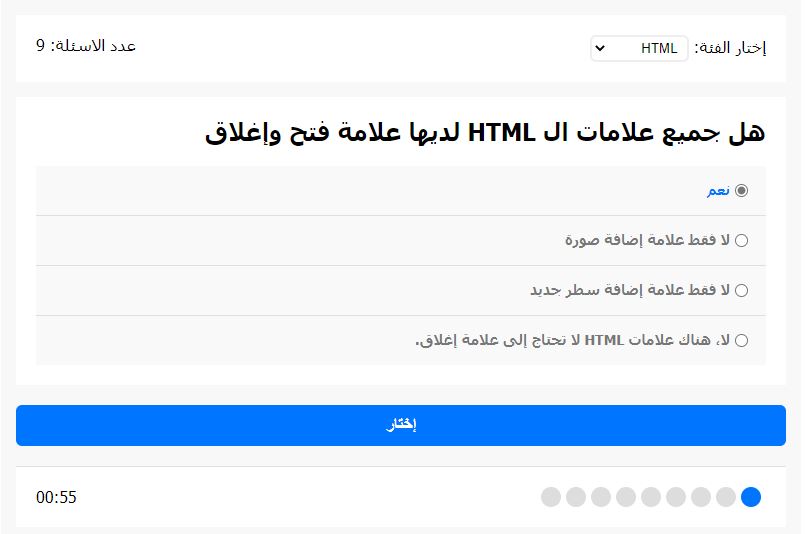 إختار الفئة: HTML
عدد الاسئلة: 9
هل جميع علامات ال HTML لديها علامة فتح وإغلاق
نعم
لا فقط علامة إضافة صورة
لا فقط علامة إضافة سطر جديد
لا، هناك علامات HTML لا تحتاج إلى علامة إغلاق.
إختار
00:55